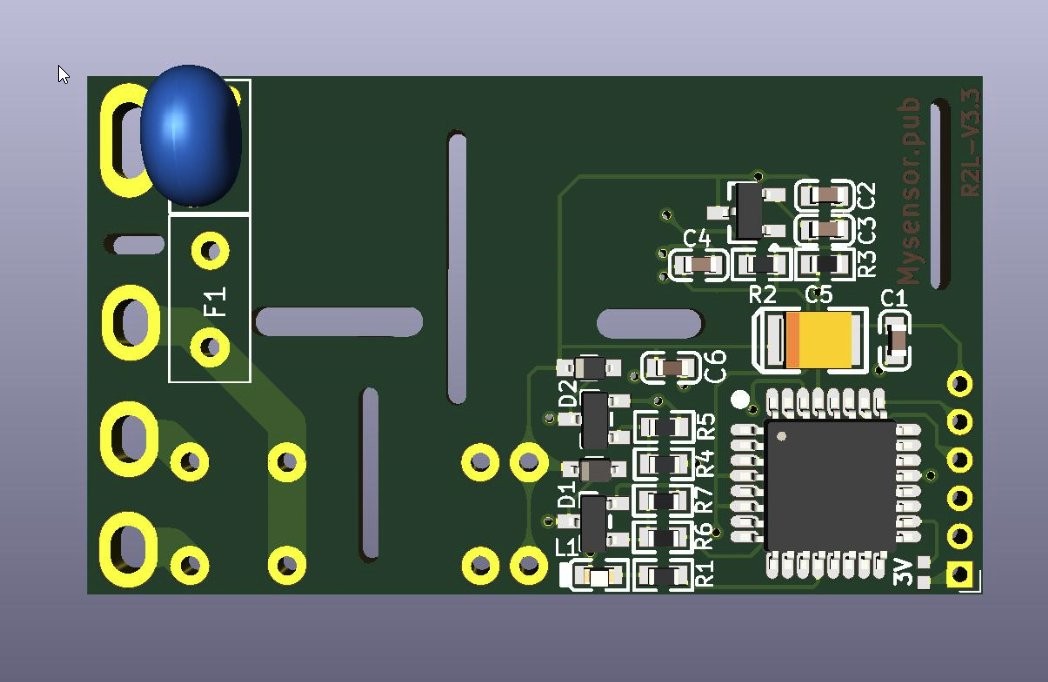 Mysensor.pub
R2L-V3.3
C2
C3
C4
R3
R2
C5
C1
F1
C6
D2
R5
R4
D1
R7
R6
L1
R1
3V